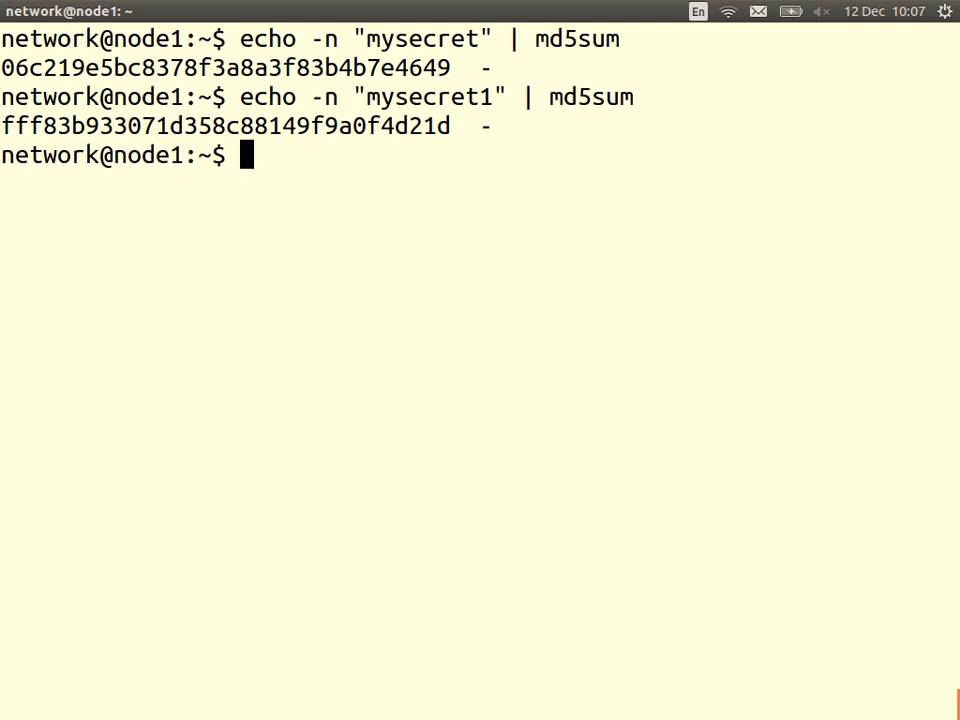 network@node1: ~
En
12 Dec 10:07
network@node1:~$ echo -n "mysecret" | md5sum
06c219e5bc8378f3a8a3f83b4b7e4649  -
network@node1:~$ echo -n "mysecret1" | md5sum
fff83b933071d358c88149f9a0f4d21d  -
network@node1:~$